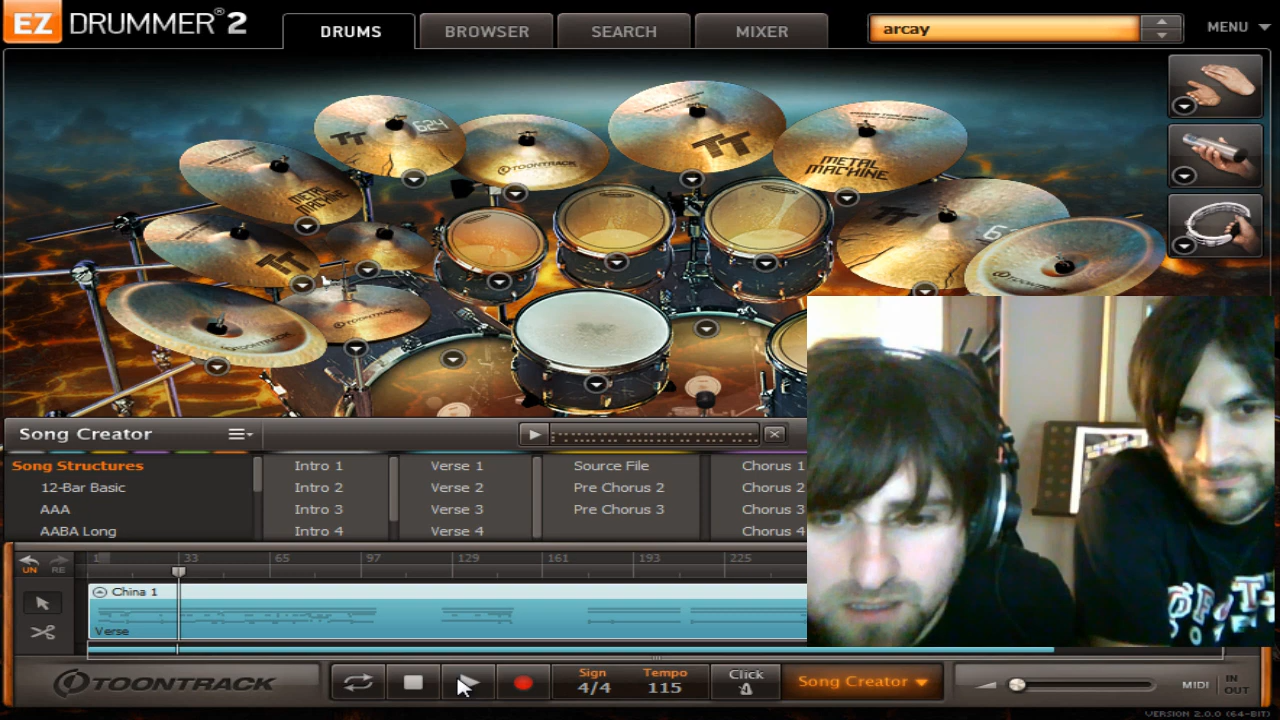 EZ DRUMMER® 2
DRUMS
BROWSER
SEARCH
MIXER
arcay
MENU
TT
624
TOONTRACK
TT
METAL MACHINE
METAL MACHINE
TT
TOONTRACK
TOONTRACK
Song Creator
Song Structures
12-Bar Basic
AAA
AABA Long
Intro 1
Intro 2
Intro 3
Intro 4
Verse 1
Verse 2
Verse 3
Verse 4
Source File
Pre Chorus 2
Pre Chorus 3
Chorus 1
Chorus 2
Chorus 3
Chorus 4
UN
RE
1
33
65
97
129
161
193
225
China 1
Verse
TOONTRACK
Sign
4/4
Tempo
115
Click
Song Creator
MIDI
IN
OUT
VERSION 2.0.0 (64-BIT)